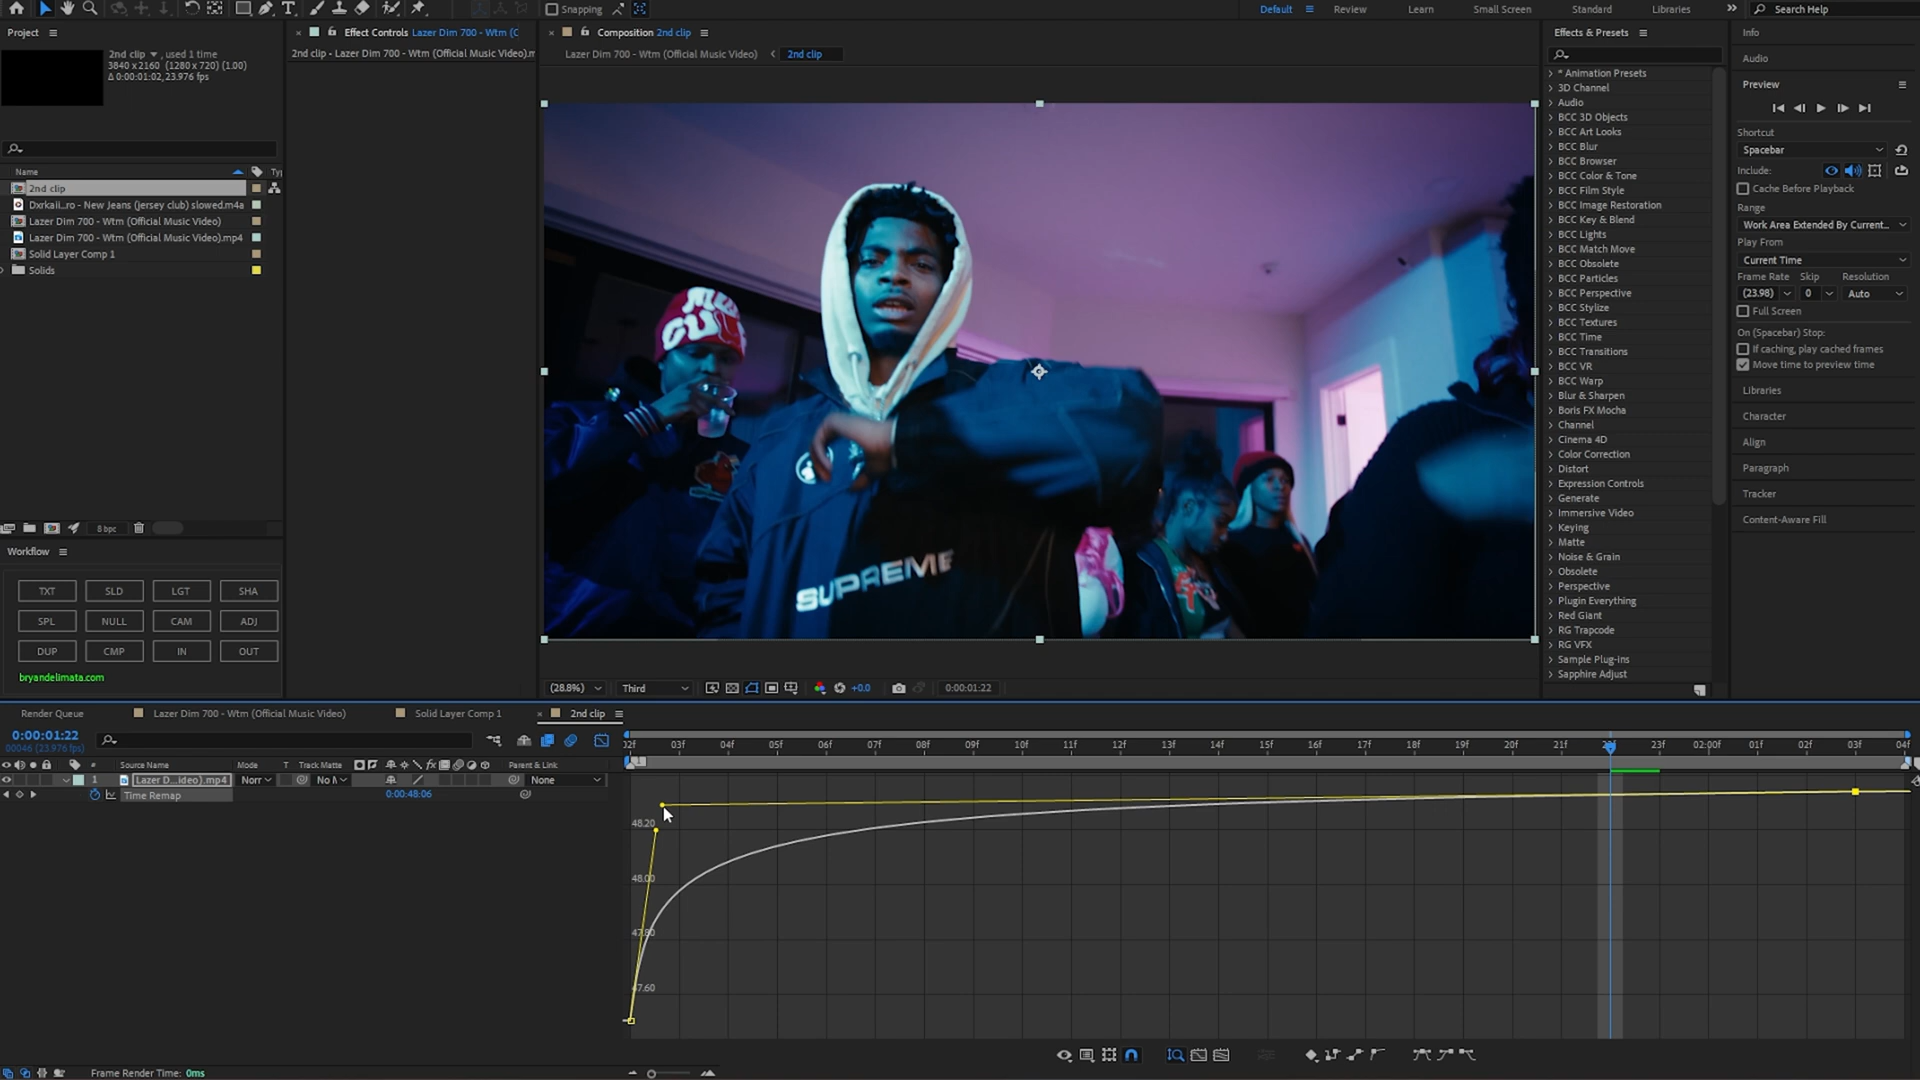 Snapping
Default
Review
Learn
Small Screen
Standard
Libraries
Search Help
Project
Effect Controls Lazer Dim 700 - Wtm (C
Composition 2nd clip
Effects & Presets
Info
2nd clip
, used 1 time
3840 x 2160 (1280 x 720) (1.00)
Δ 0:00:01:02, 23.976 fps)
2nd clip - Lazer Dim 700 - Wtm (Official Music Video).m
Lazer Dim 700 - Wtm (Official Music Video)
2nd clip
Audio
Preview
Shortcut
Spacebar
Include:
Cache Before Playback
Range
Work Area Extended By Current...
Play From
Current Time
Frame Rate
Skip
Resolution
(23.98)
0
Auto
Full Screen
On (Spacebar) Stop:
If caching, play cached frames
Move time to preview time
Libraries
Character
Align
Paragraph
Tracker
Content-Aware Fill
* Animation Presets
3D Channel
Audio
BCC 3D Objects
BCC Art Looks
BCC Blur
BCC Browser
BCC Color & Tone
BCC Film Style
BCC Image Restoration
BCC Key & Blend
BCC Lights
BCC Match Move
BCC Obsolete
BCC Particles
BCC Perspective
BCC Stylize
BCC Textures
BCC Time
BCC Transitions
BCC VR
BCC Warp
Blur & Sharpen
Boris FX Mocha
Channel
Cinema 4D
Color Correction
Distort
Expression Controls
Generate
Immersive Video
Keying
Matte
Noise & Grain
Obsolete
Perspective
Plugin Everything
Red Giant
RG Trapcode
RG VFX
Sample Plug-ins
Sapphire Adjust
Name
Typ
2nd clip
Dxrkaii...ro - New Jeans (jersey club) slowed.m4a
Lazer Dim 700 - Wtm (Official Music Video)
Lazer Dim 700 - Wtm (Official Music Video).mp4
Solid Layer Comp 1
Solids
8 bpc
SUPREME
Workflow
TXT
SLD
LGT
SHA
SPL
NULL
CAM
ADJ
DUP
CMP
IN
OUT
bryandelimata.com
(28.8%)
Third
+0.0
0:00:01:22
Render Queue
Lazer Dim 700 - Wtm (Official Music Video)
Solid Layer Comp 1
2nd clip
0:00:01:22
00046 (23.976 fps)
02f 03f 04f 05f 06f 07f 08f 09f 10f 11f 12f 13f 14f 15f 16f 17f 18f 19f 20f 21f 23f 02:00f 01f 02f 03f 04f
# Source Name Mode T Track Matte fx Parent & Link
1
1 Lazer D...ideo).mp4 Norr No M None
Time Remap
0:00:48:06
48.20
48.00
47.80
47.60
Frame Render Time: 0ms